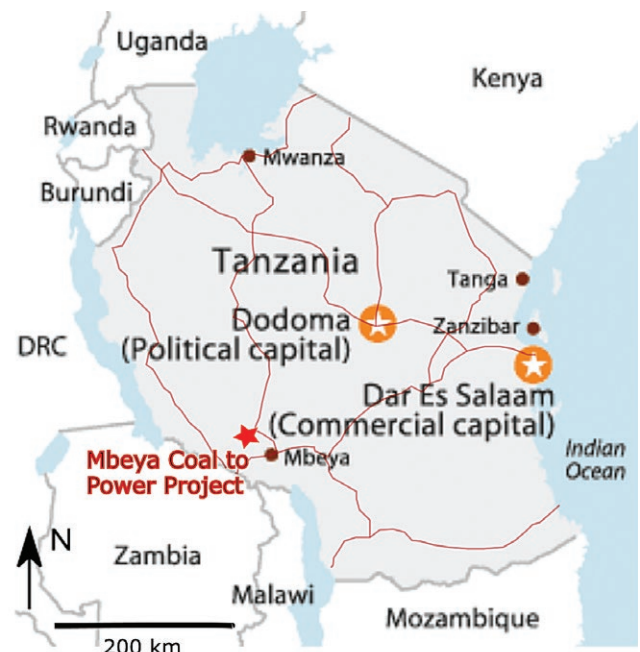 Uganda
Kenya
Rwanda
Mwanza
Burundi
Tanzania
Tanga
Dodoma
(Political capital)
Zanzibar
DRC
Dar Es Salaam
(Commercial capital)
Mbeya Coal to
Power Project
Mbeya
Indian
Ocean
N
Zambia
Malawi
Mozambique
200 km